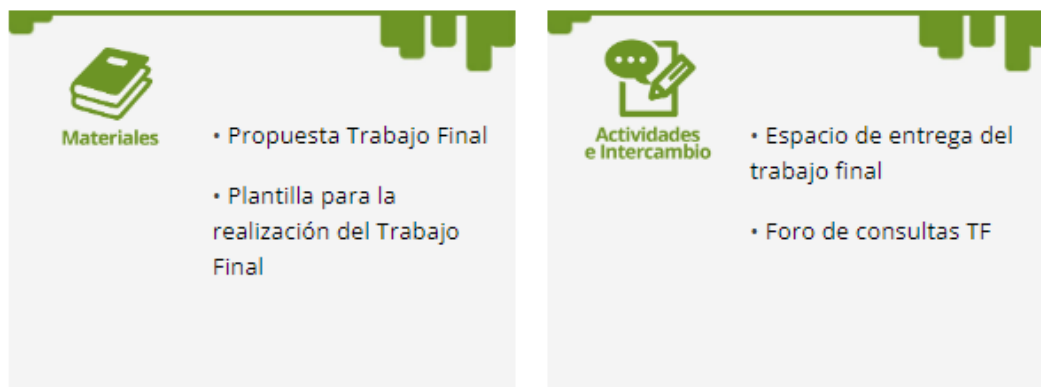 Materiales
• Propuesta Trabajo Final
• Plantilla para la
realización del Trabajo
Final
Actividades
e Intercambio
• Espacio de entrega del
trabajo final
• Foro de consultas TF